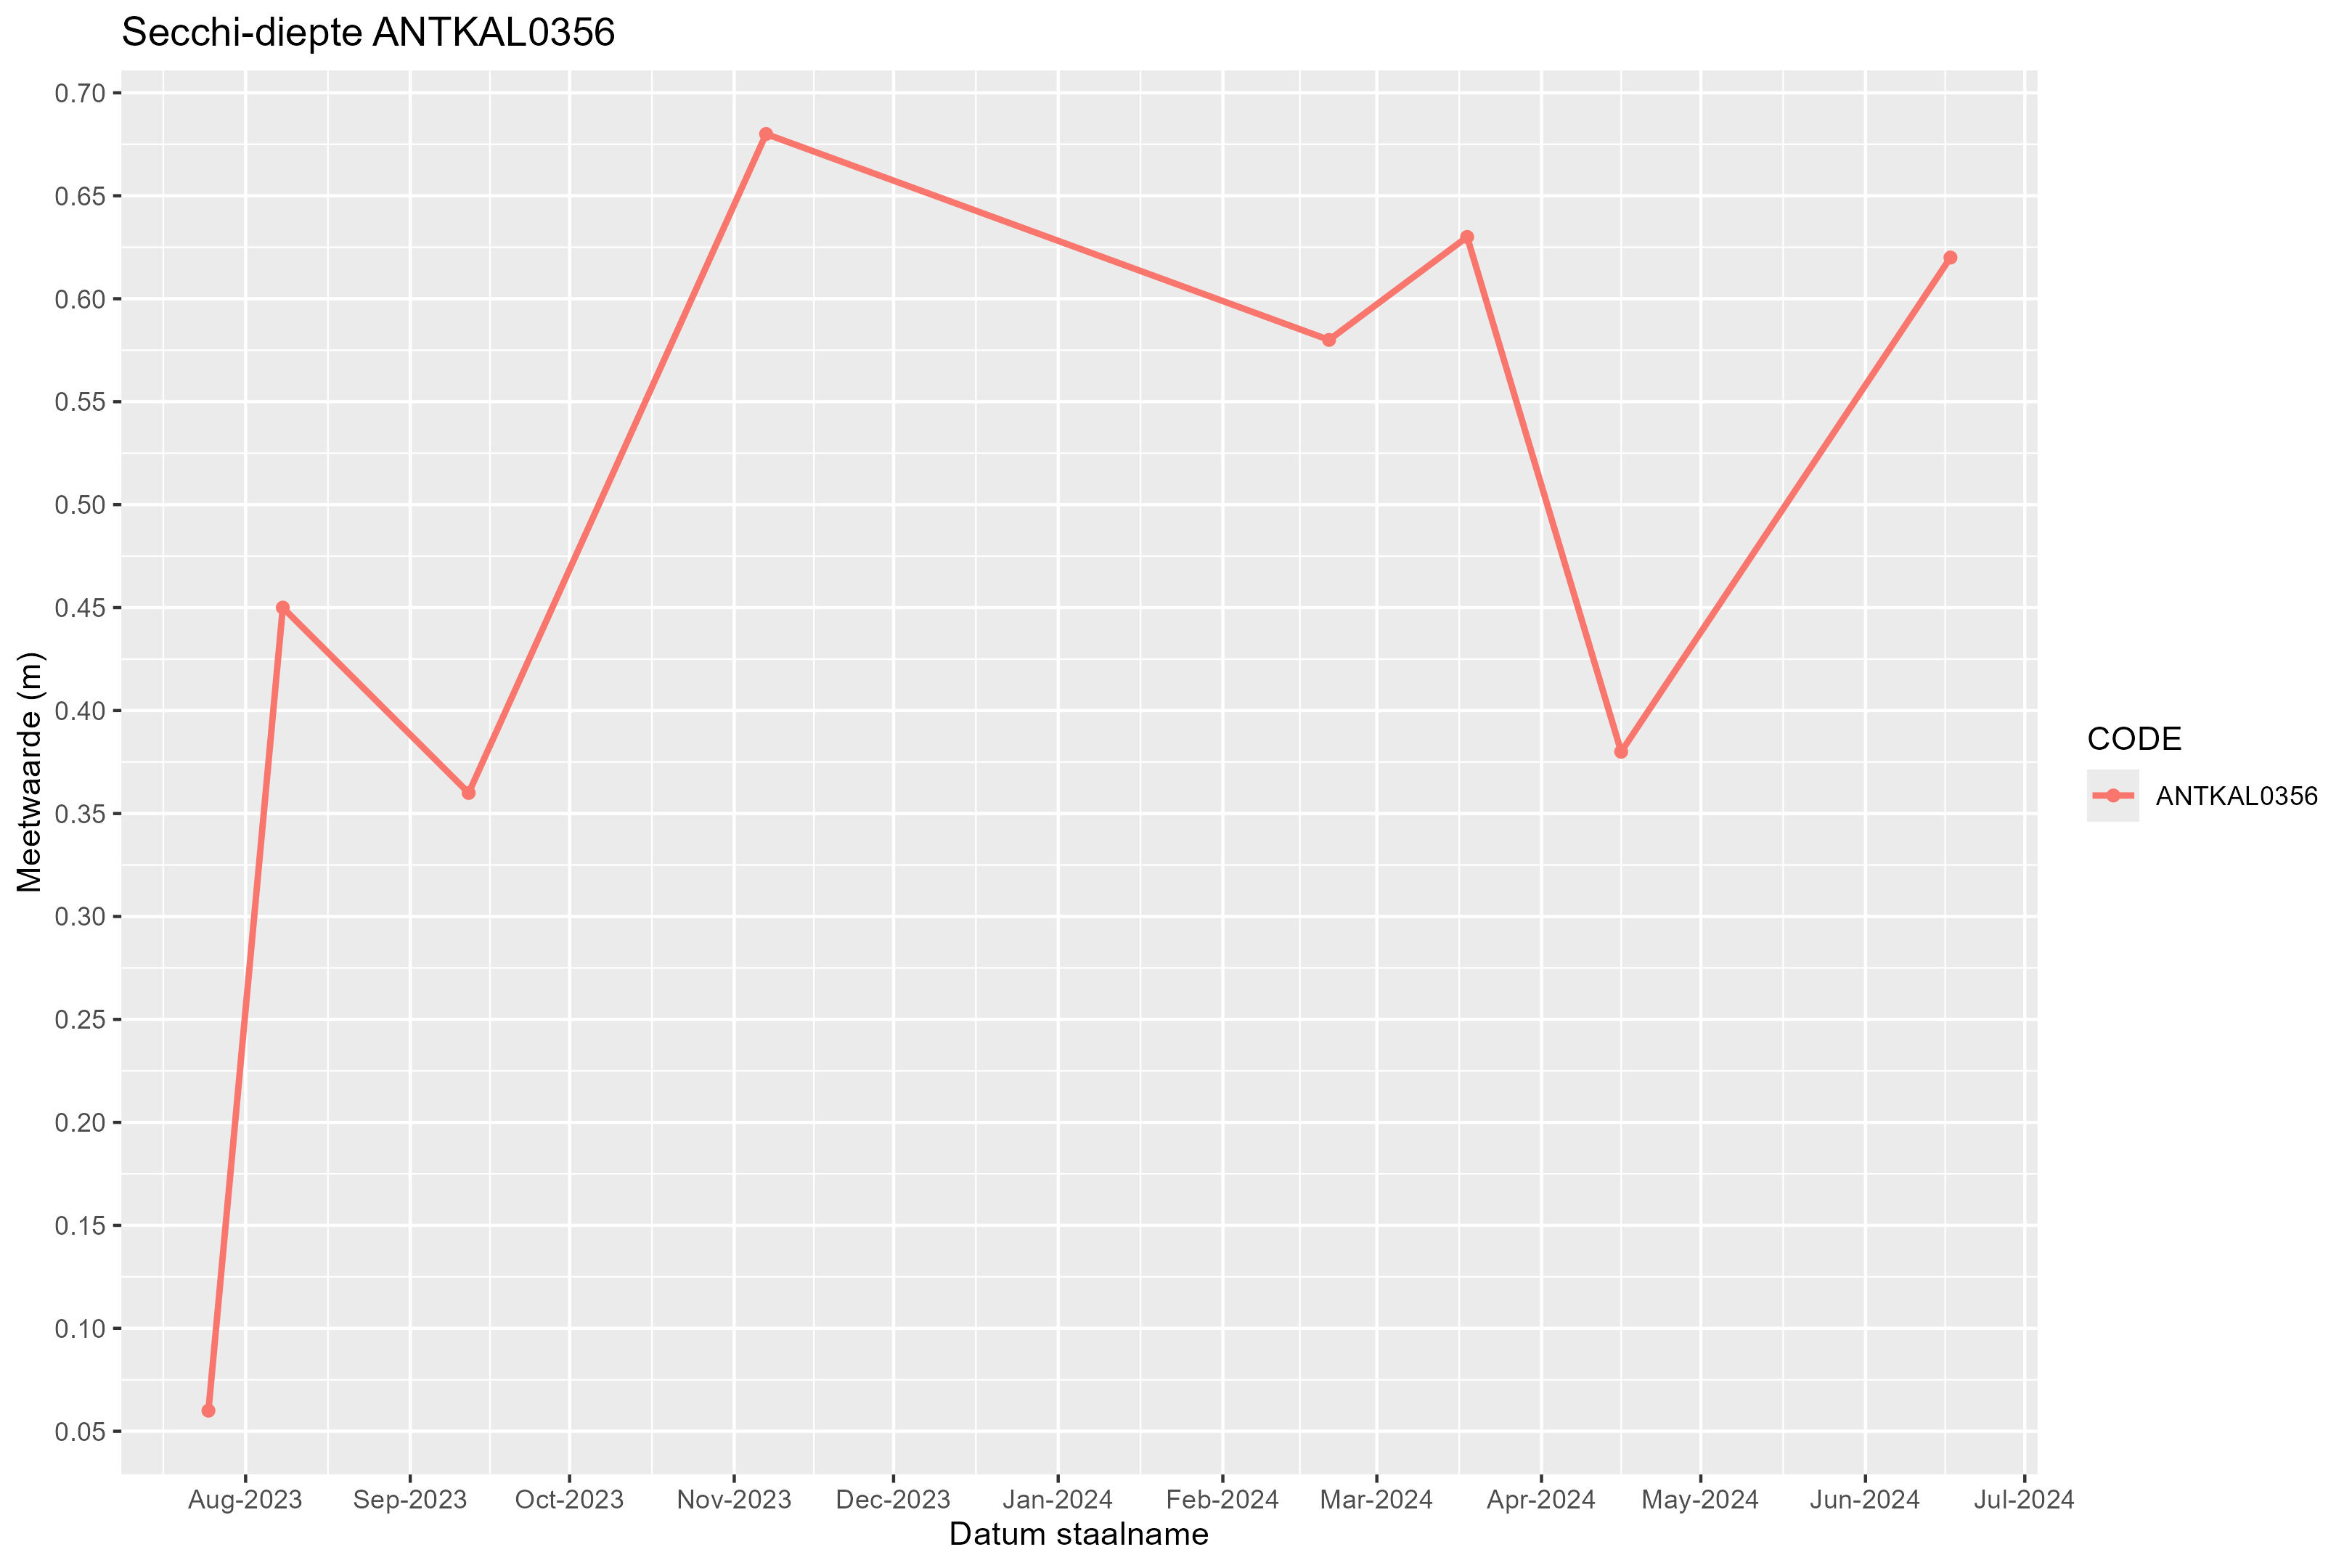 Secchi-diepte ANTKAL0356
0.70
0.65
0.60
0.55
0.50
0.45
0.40
0.35
0.30
0.25
0.20
0.15
0.10
0.05
Meetwaarde (m)
Aug-2023 Sep-2023 Oct-2023 Nov-2023 Dec-2023 Jan-2024 Feb-2024 Mar-2024 Apr-2024 May-2024 Jun-2024 Jul-2024
Datum staalname
CODE
ANTKAL0356